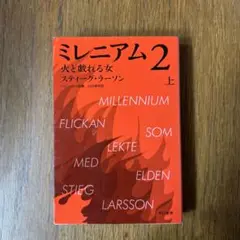 ミレニアム2
上
火と戯れる女
スティーグ・ラーソン
MILLENNIUM
FLICKAN
SOM
LEKTE
MED
ELDEN
STIEG
LARSSON